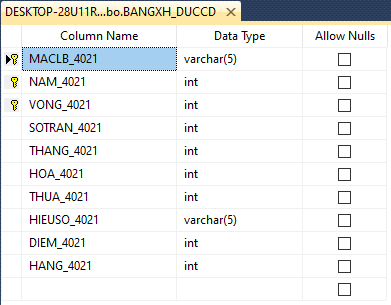 DESKTOP-28U11R...bo.BANGXH_DUCCD
Column Name Data Type Allow Nulls
MACLB_4021 varchar(5)
NAM_4021 int
VONG_4021 int
SOTRAN_4021 int
THANG_4021 int
HOA_4021 int
THUA_4021 int
HIEUSO_4021 varchar(5)
DIEM_4021 int
HANG_4021 int